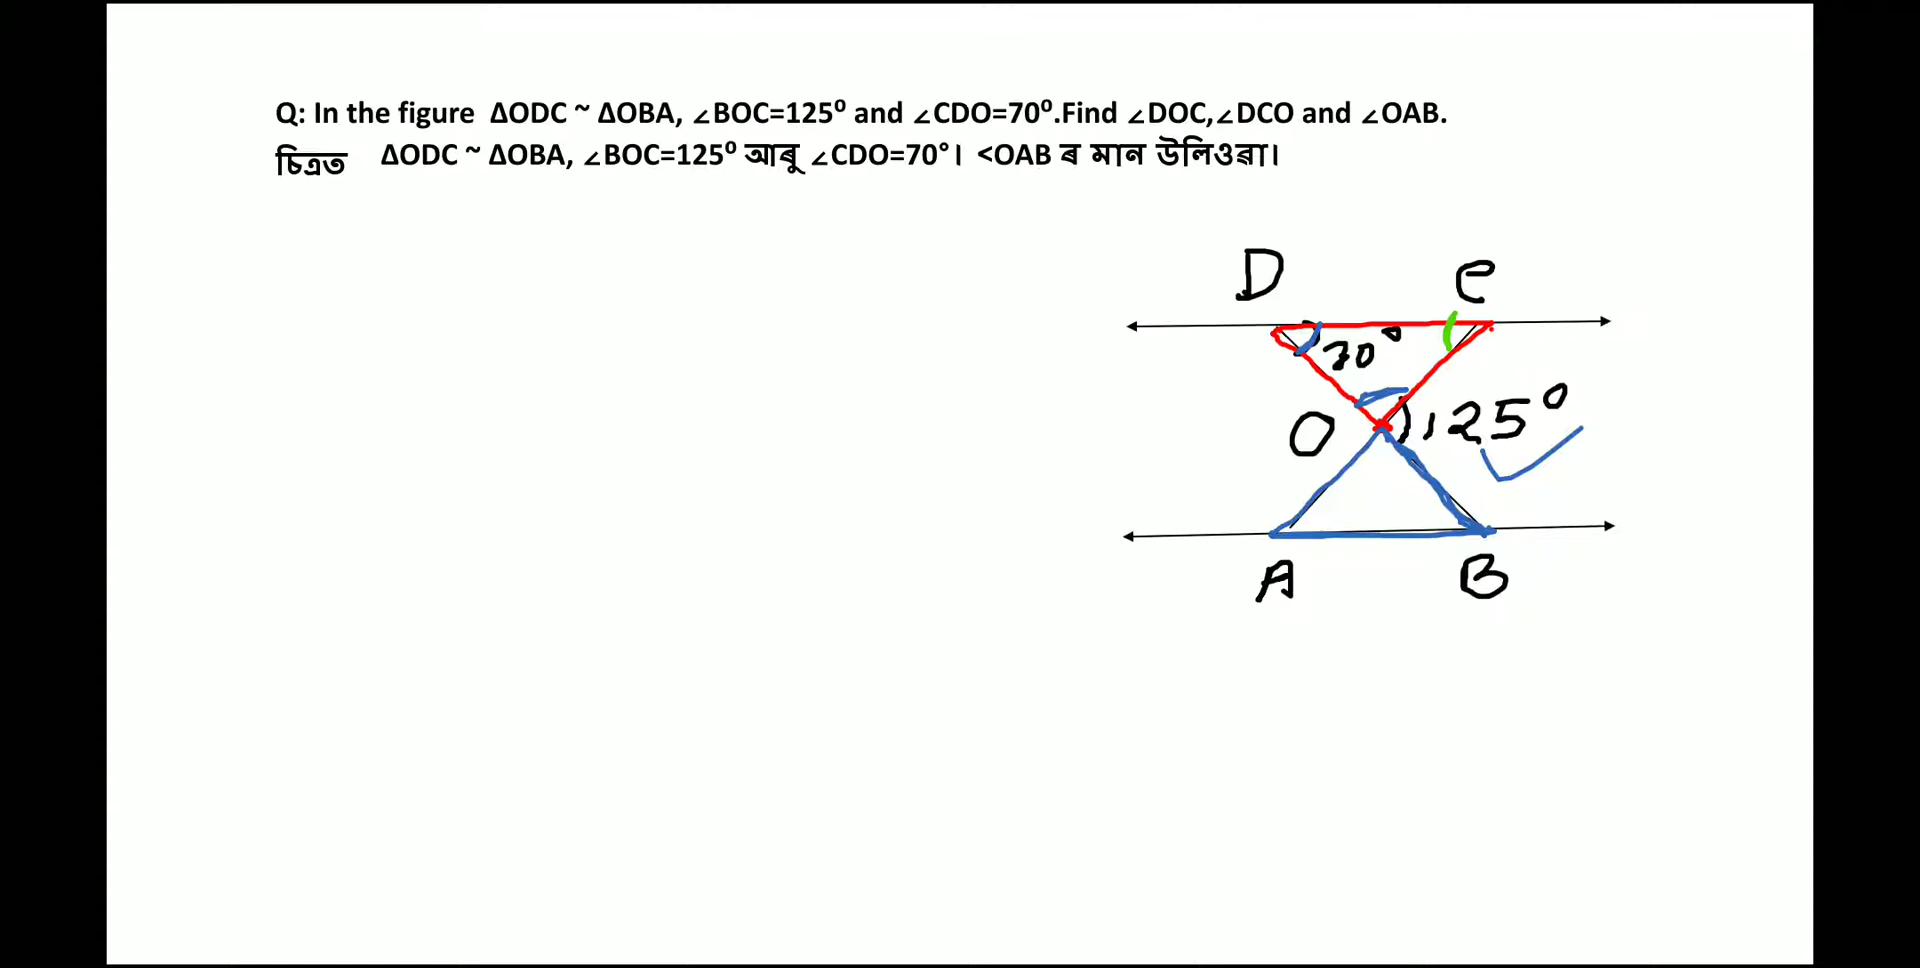 Q: In the figure ΔODC ~ ΔOBA, ∠BOC=125⁰ and ∠CDO=70⁰.Find ∠DOC,∠DCO and ∠OAB.
চিত্ৰত ΔODC ~ ΔOBA, ∠BOC=125⁰ আৰু ∠CDO=70°। <OAB ৰ মান উলিওৱা।
D C
70°
O 125°
A B